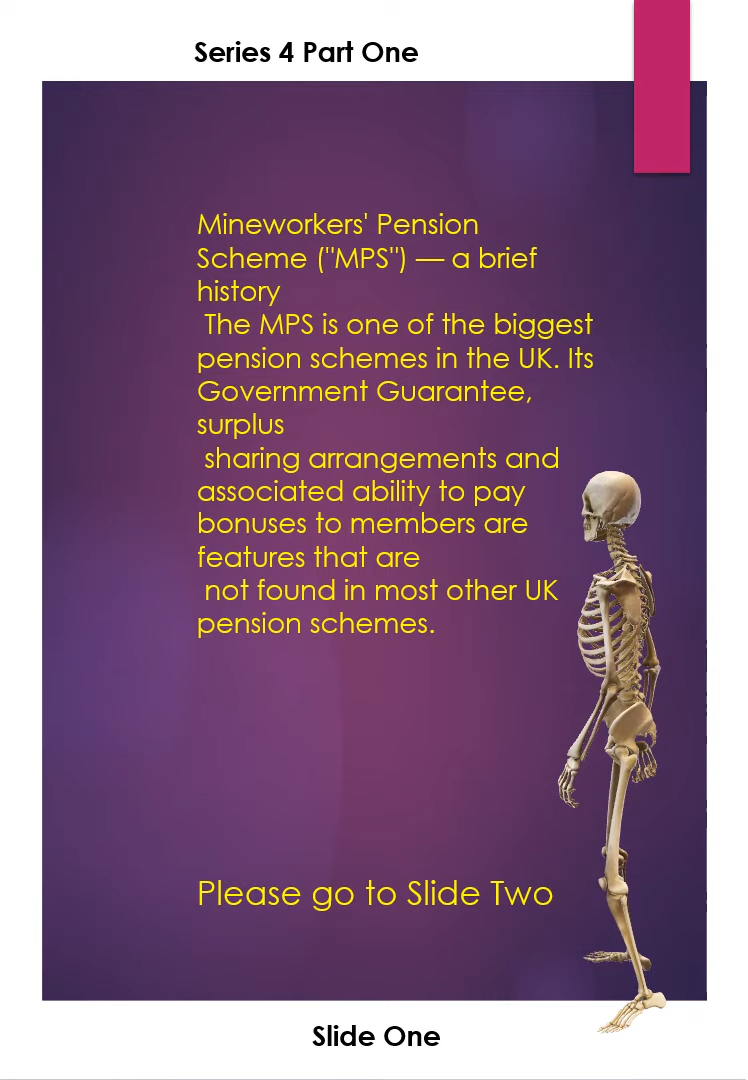 Series 4 Part One
Mineworkers' Pension
Scheme ("MPS") — a brief
history
The MPS is one of the biggest
pension schemes in the UK. Its
Government Guarantee,
surplus
sharing arrangements and
associated ability to pay
bonuses to members are
features that are
not found in most other UK
pension schemes.
Please go to Slide Two
Slide One